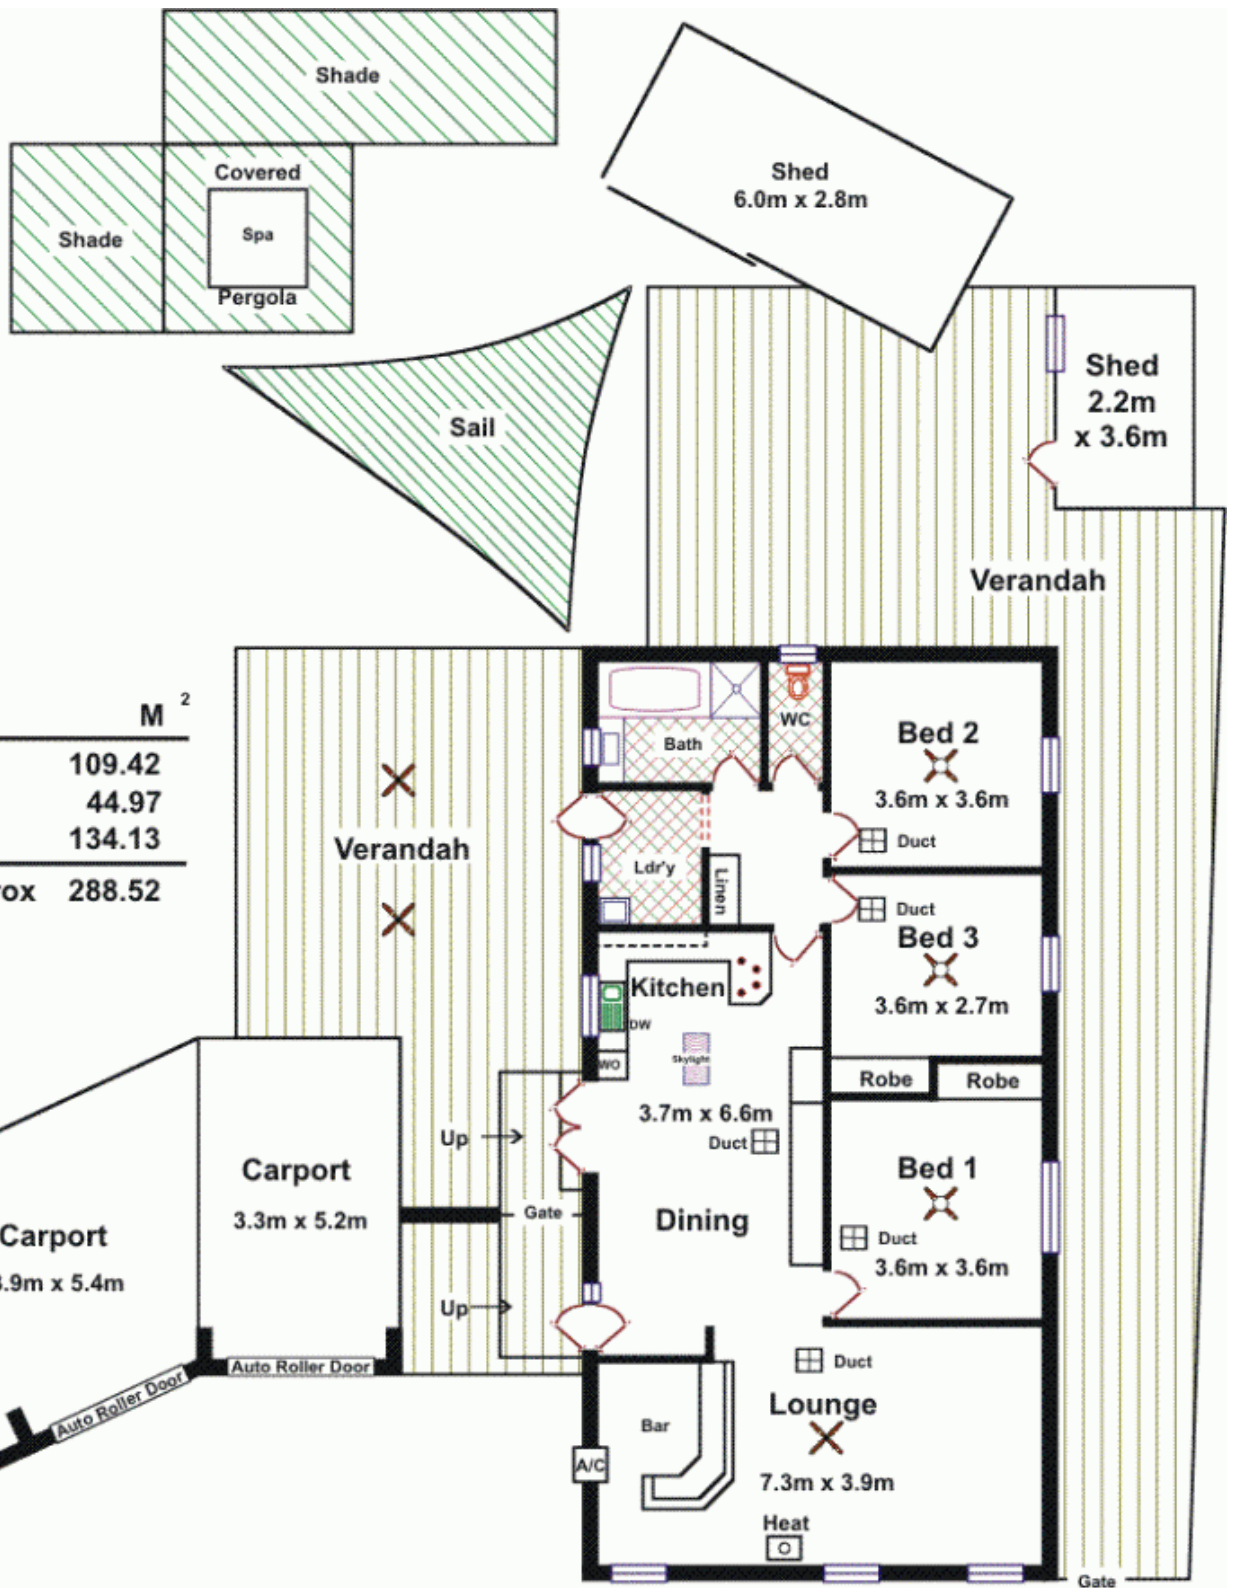 Shade
Covered
Shade
Spa
Pergola
Shed
6.0m x 2.8m
Sail
Shed
2.2m
x 3.6m
Verandah
M 2
109.42
44.97
134.13
ox 288.52
Verandah
Bath
WC
Bed 2
3.6m x 3.6m
Duct
Ldr'y
Linen
Duct
Bed 3
3.6m x 2.7m
Kitchen
DW
Skylight
WO
3.7m x 6.6m
Duct
Robe
Robe
Up
Gate
Carport
3.3m x 5.2m
Carport
.9m x 5.4m
Dining
Bed 1
Duct
3.6m x 3.6m
Up
Auto Roller Door
Auto Roller Door
Duct
Lounge
Bar
A/C
7.3m x 3.9m
Heat
Gate